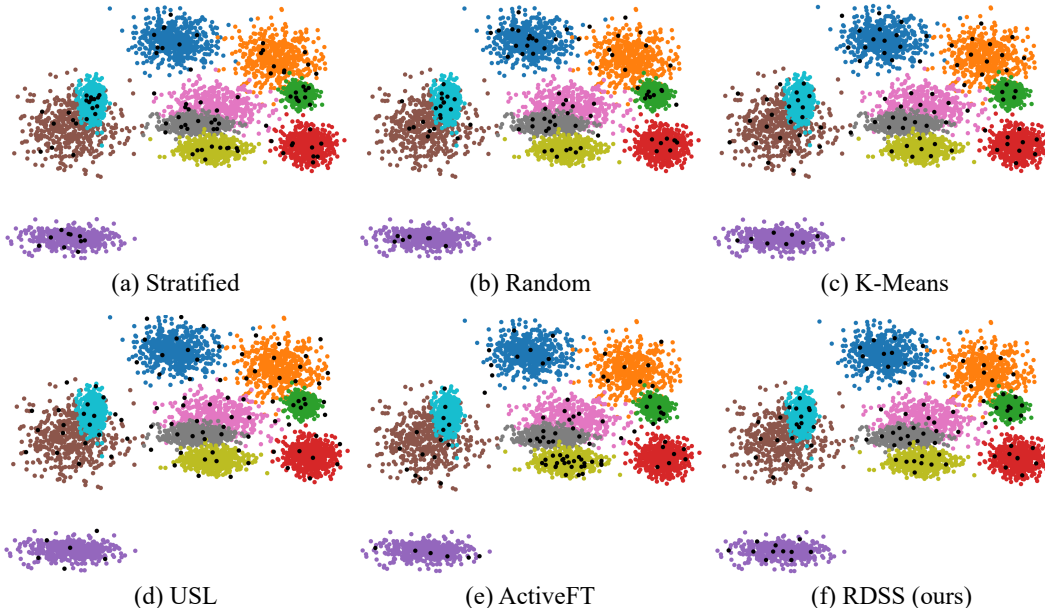 (a) Stratified
(b) Random
(c) K-Means
(d) USL
(e) ActiveFT
(f) RDSS (ours)